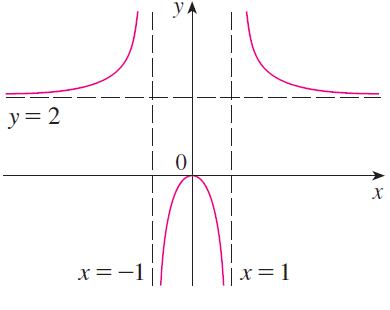 y
y = 2
0
x
x = −1
x = 1